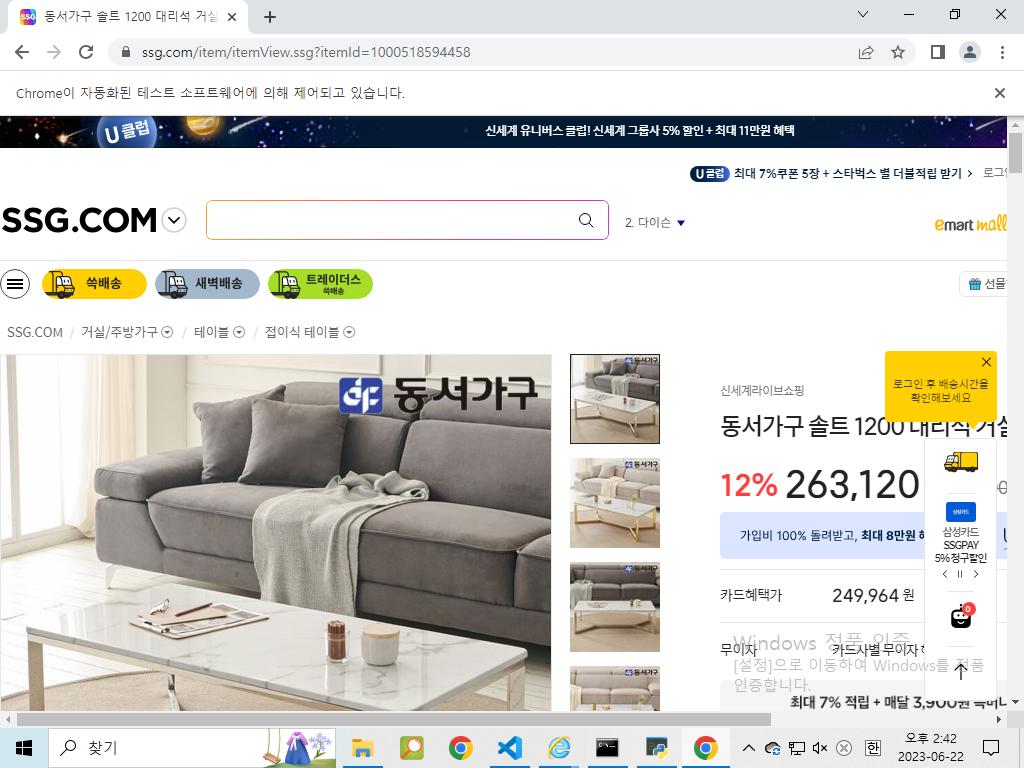 동서가구 솔트 1200 대리석 거실
ssg.com/item/itemView.ssg?itemId=1000518594458
Chrome이 자동화된 테스트 소프트웨어에 의해 제어되고 있습니다.
U 클럽
신세계 유니버스 클럽! 신세계 그룹사 5% 할인 + 최대 11만원 혜택
U 클럽 최대 7%쿠폰 5장 + 스타벅스 별 더블적립 받기
로그인
SSG.COM
2. 다이슨
emart mall
쓱배송
새벽배송
트레이더스
쓱배송
선물
SSG.COM / 거실/주방가구 / 테이블 / 접이식 테이블
동서가구
로그인 후 배송시간을
확인해보세요
신세계라이브쇼핑
동서가구 솔트 1200 대리석 거실
12% 263,120
가입비 100% 돌려받고, 최대 8만원
삼성카드
삼성카드
SSGPAY
5% 청구할인
카드혜택가 249,964 원
0
무이자 카드사별 무이자
Windows 정품 인증
[설정]으로 이동하여 Windows를 정품
인증합니다.
최대 7% 적립 + 매달 3,900원
찾기
한
오후 2:42
2023-06-22